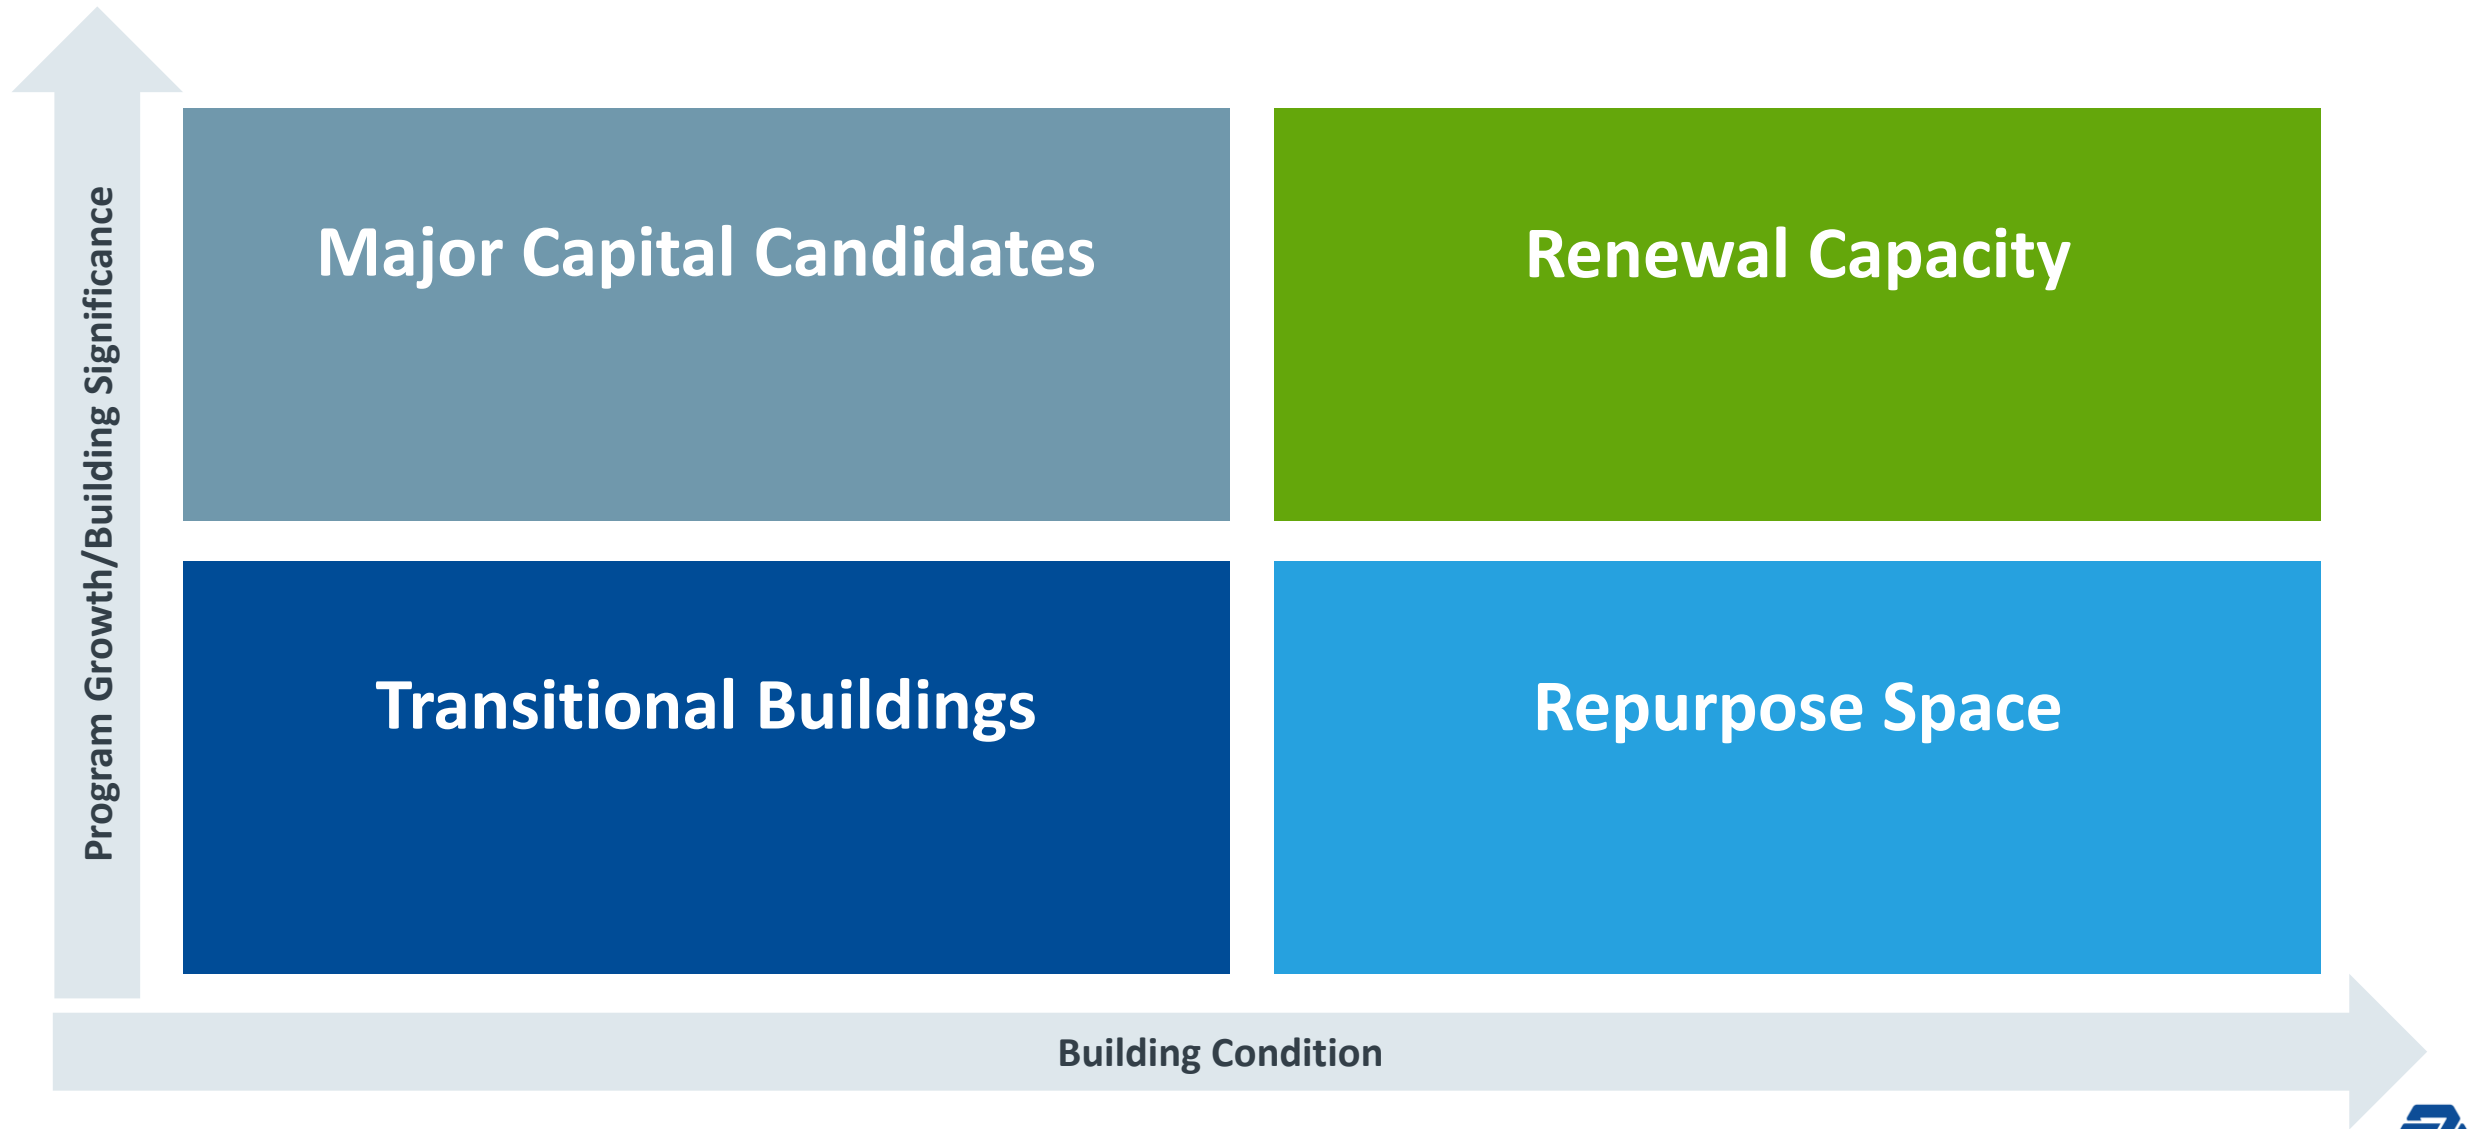 Program Growth/Building Significance
Major Capital Candidates
Renewal Capacity
Transitional Buildings
Repurpose Space
Building Condition